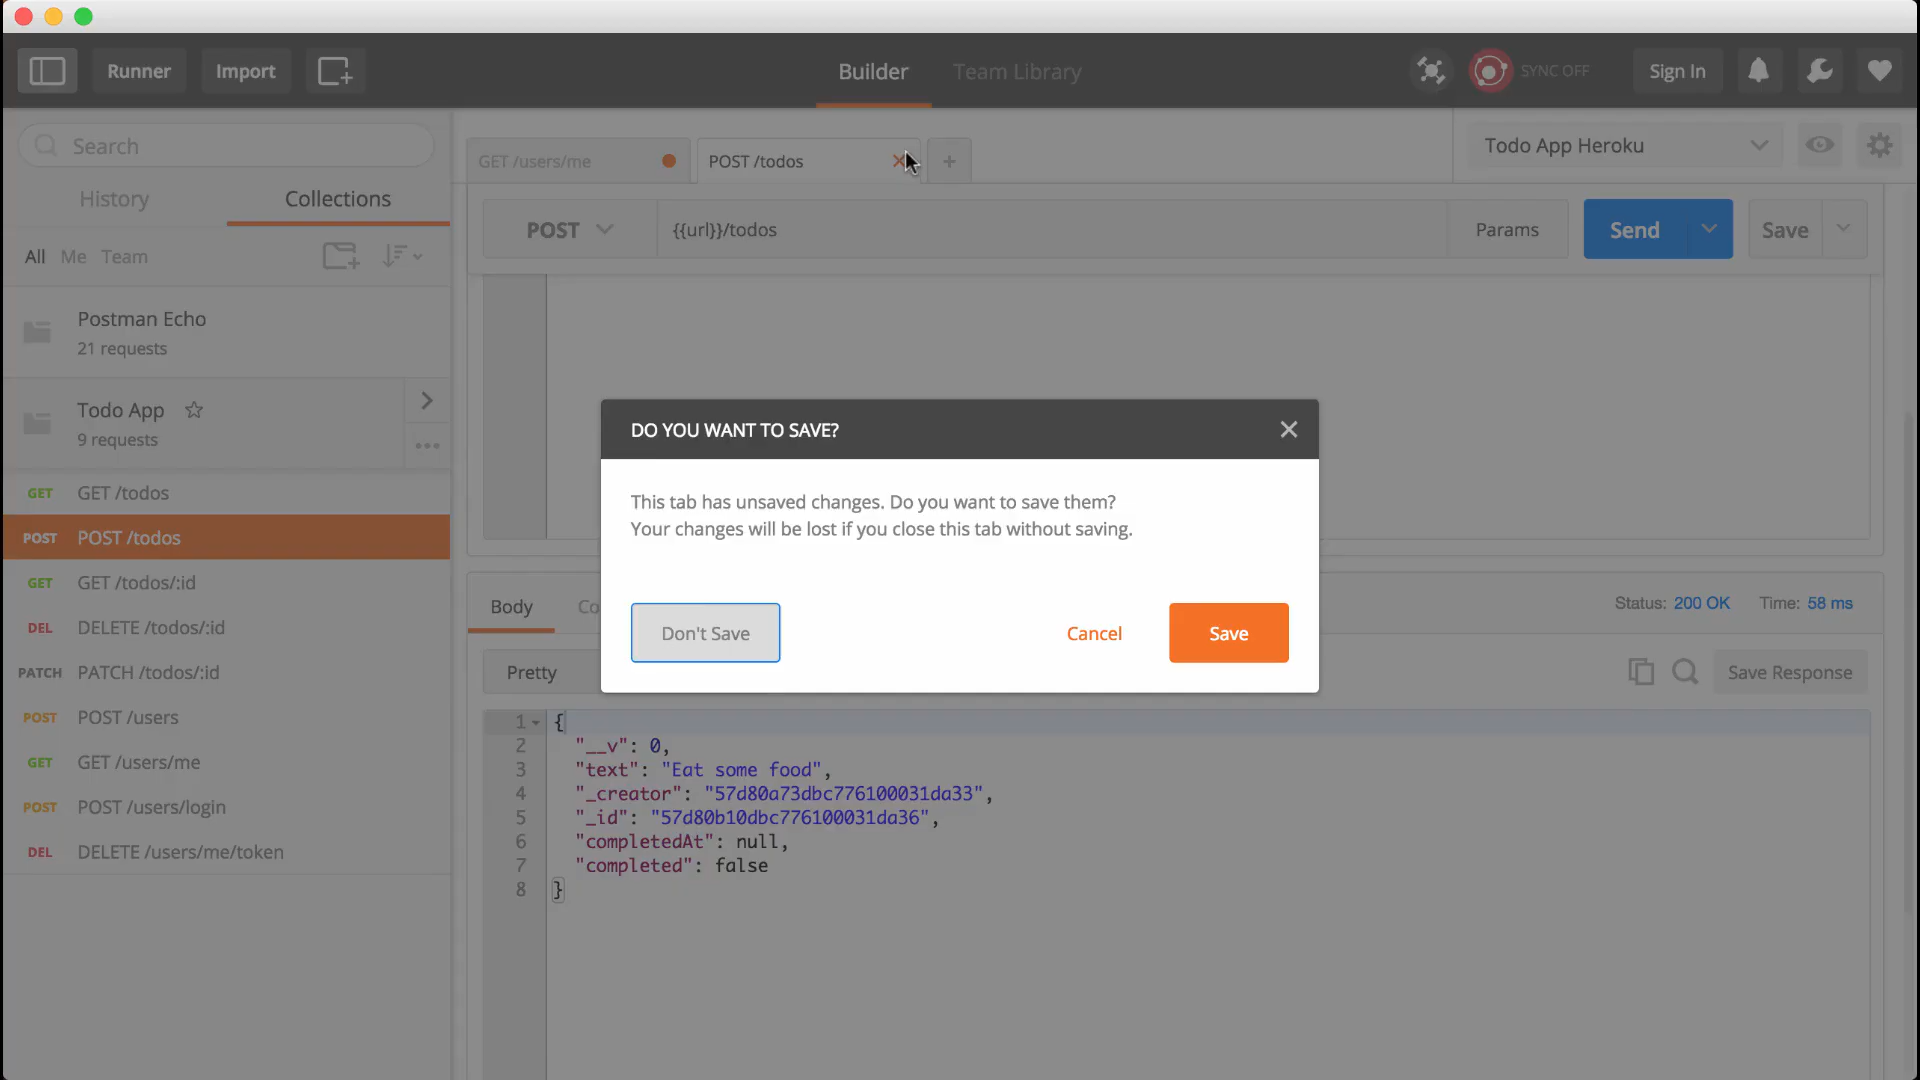 Runner
Import
Builder
Team Library
SYNC OFF
Sign In
Search
History
Collections
All Me Team
Postman Echo
21 requests
Todo App
9 requests
GET GET /todos
POST POST /todos
GET GET /todos/:id
DEL DELETE /todos/:id
PATCH PATCH /todos/:id
POST POST /users
GET GET /users/me
POST POST /users/login
DEL DELETE /users/me/token
GET /users/me
POST /todos
Todo App Heroku
POST
{{url}}/todos
Params
Send
Save
DO YOU WANT TO SAVE?
This tab has unsaved changes. Do you want to save them?
Your changes will be lost if you close this tab without saving.
Don't Save
Cancel
Save
Body
Co
Status: 200 OK
Time: 58 ms
Pretty
Save Response
1 {
2 "__v": 0,
3 "text": "Eat some food",
4 "_creator": "57d80a73dbc776100031da33",
5 "_id": "57d80b10dbc776100031da36",
6 "completedAt": null,
7 "completed": false
8 }